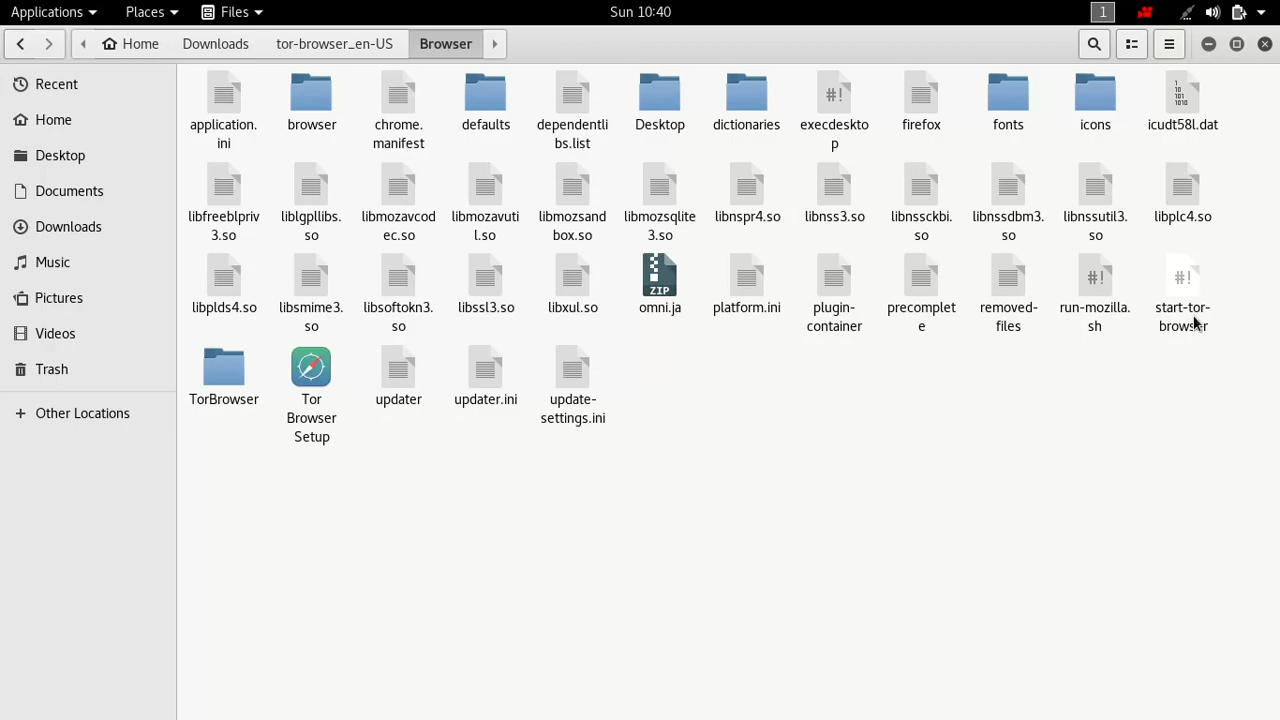 Applications Places Files Sun 10:40 1
Home Downloads tor-browser_en-US Browser
Recent
Home
Desktop
Documents
Downloads
Music
Pictures
Videos
Trash
Other Locations
application.
ini
browser
chrome.
manifest
defaults
dependentli
bs.list
Desktop
dictionaries
#!
execdeskto
p
firefox
fonts
icons
1
10
101
1010
icudt58l.dat
libfreeblpriv
3.so
liblgpllibs.
so
libmozavcod
ec.so
libmozavuti
l.so
libmozsand
box.so
libmozsqlite
3.so
libnspr4.so
libnss3.so
libnssckbi.
so
libnssdbm3.
so
libnssutil3.
so
libplc4.so
libplds4.so
libsmime3.
so
libsoftokn3.
so
libssl3.so
libxul.so
ZIP
omni.ja
platform.ini
plugin-
container
precomplet
e
removed-
files
#!
run-mozilla.
sh
#!
start-tor-
browser
TorBrowser
Tor
Browser
Setup
updater
updater.ini
update-
settings.ini